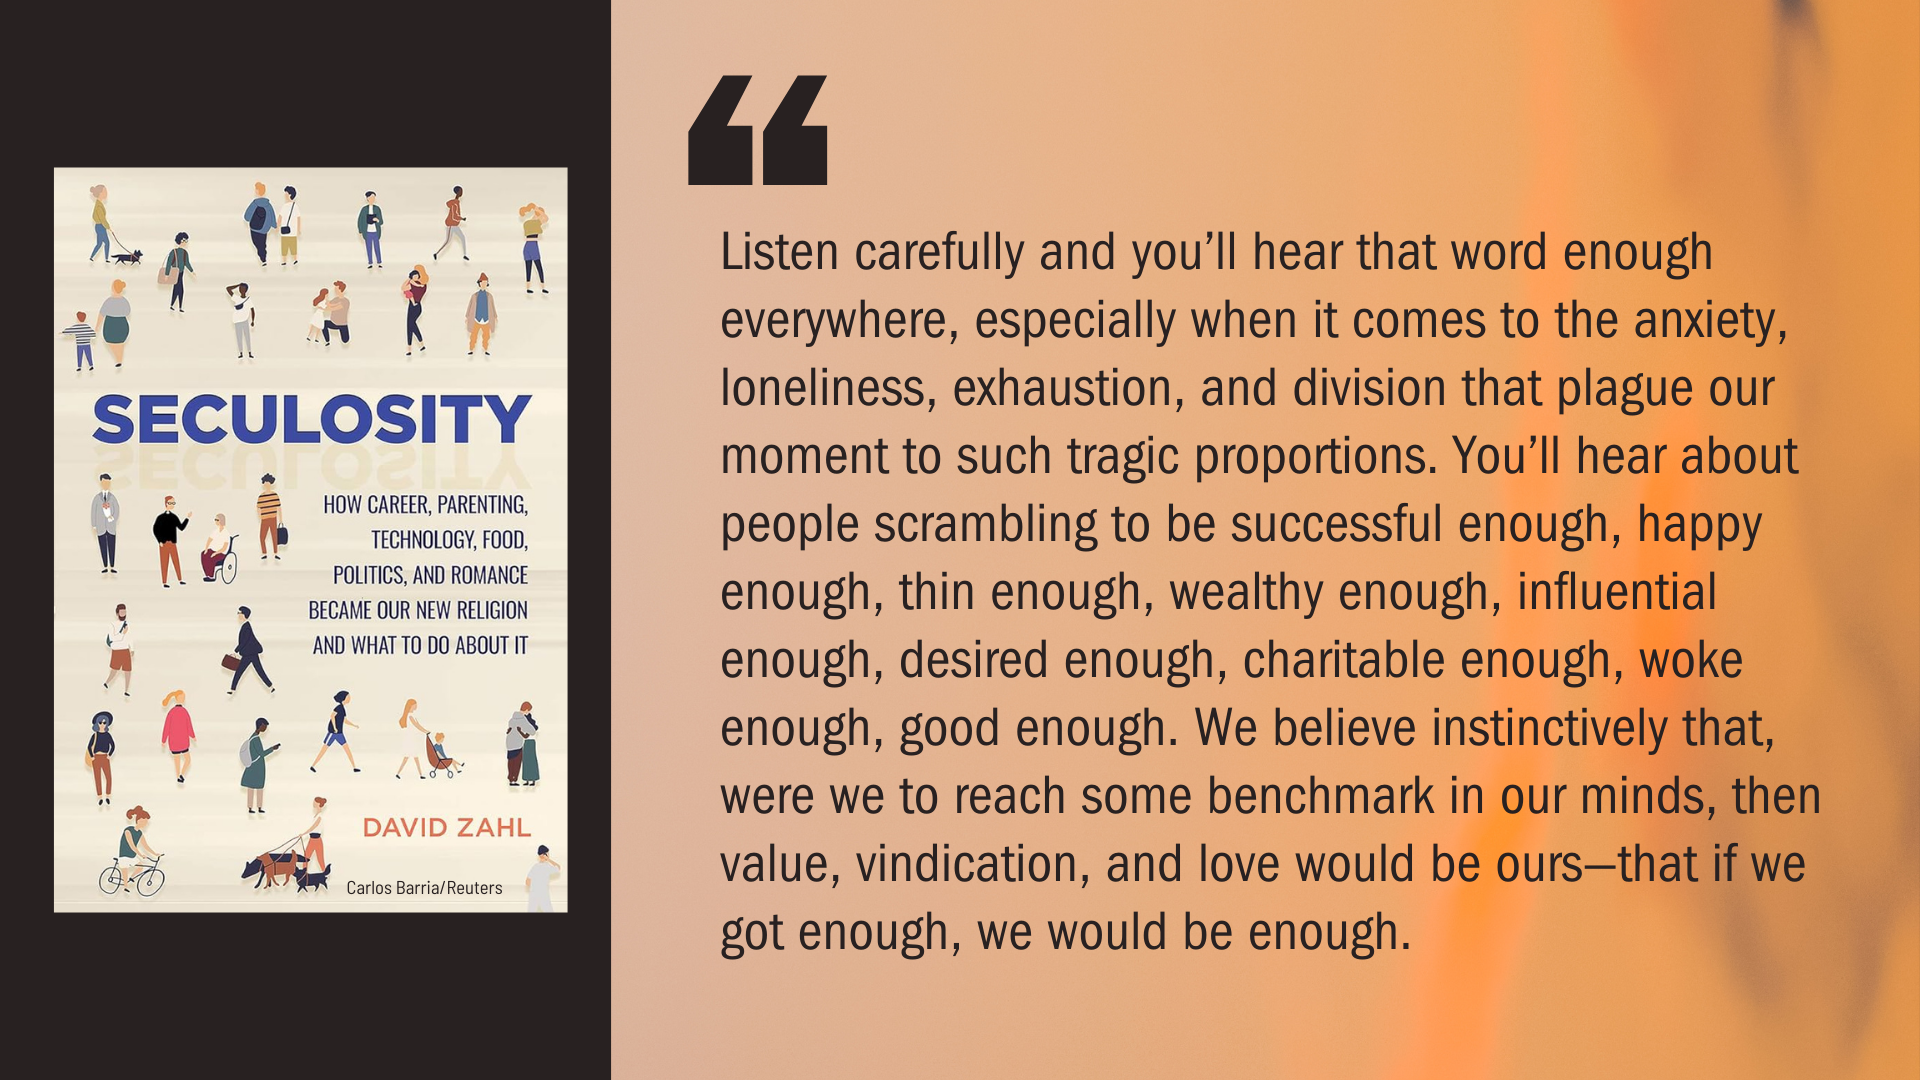 SECULOSITY
HOW CAREER, PARENTING,
TECHNOLOGY, FOOD,
POLITICS, AND ROMANCE
BECAME OUR NEW RELIGION
AND WHAT TO DO ABOUT IT
DAVID ZAHL
Carlos Barria/Reuters
“
Listen carefully and you’ll hear that word enough
everywhere, especially when it comes to the anxiety,
loneliness, exhaustion, and division that plague our
moment to such tragic proportions. You’ll hear about
people scrambling to be successful enough, happy
enough, thin enough, wealthy enough, influential
enough, desired enough, charitable enough, woke
enough, good enough. We believe instinctively that,
were we to reach some benchmark in our minds, then
value, vindication, and love would be ours—that if we
got enough, we would be enough.